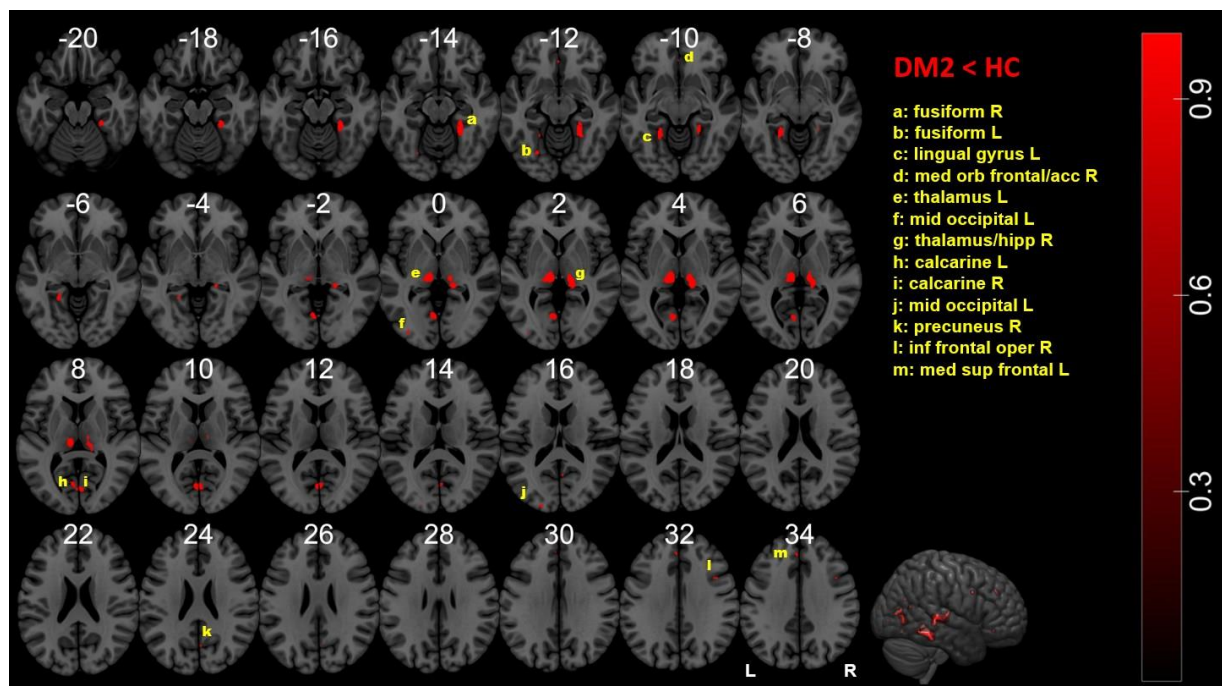 -20 -18 -16 -14 -12 -10 -8
d
a
c
b
DM2 < HC
a: fusiform R
b: fusiform L
c: lingual gyrus L
d: med orb frontal/acc R
e: thalamus L
f: mid occipital L
g: thalamus/hipp R
h: calcarine L
i: calcarine R
j: mid occipital L
k: precuneus R
l: inf frontal oper R
m: med sup frontal L
-6 -4 -2 0 2 4 6
e g
f
8 10 12 14 16 18 20
h i
j
22 24 26 28 30 32 34
m
l
k
L R
0.9
0.6
0.3